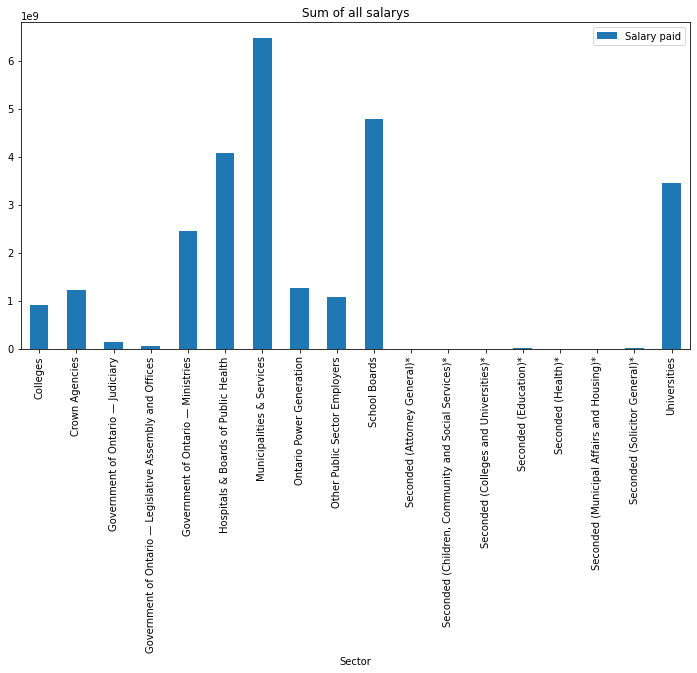 Sum of all salarys
1e9
Salary paid
6
5
4
3
2
1
0
Colleges
Crown Agencies
Government of Ontario — Judiciary
Government of Ontario — Legislative Assembly and Offices
Government of Ontario — Ministries
Hospitals & Boards of Public Health
Municipalities & Services
Ontario Power Generation
Other Public Sector Employers
School Boards
Seconded (Attorney General)*
Seconded (Children, Community and Social Services)*
Seconded (Colleges and Universities)*
Seconded (Education)*
Seconded (Health)*
Seconded (Municipal Affairs and Housing)*
Seconded (Solicitor General)*
Universities
Sector